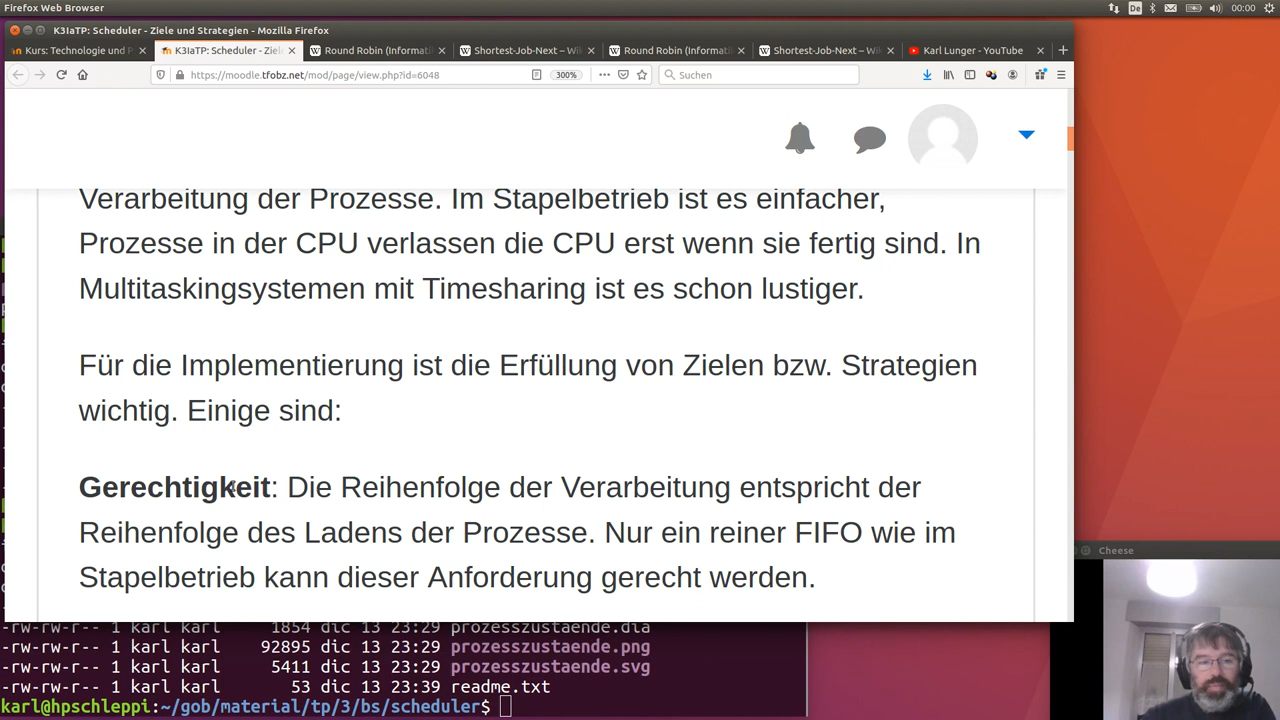 Firefox Web Browser
De
00:00
K3IaTP: Scheduler - Ziele und Strategien - Mozilla Firefox
Kurs: Technologie und P
K3IaTP: Scheduler - Ziele
Round Robin (Informati
Shortest-Job-Next – Wi
Round Robin (Informati
Shortest-Job-Next – Wi
Karl Lunger - YouTube
https://moodle.tfobz.net/mod/page/view.php?id=6048
300%
Suchen
Verarbeitung der Prozesse. Im Stapelbetrieb ist es einfacher,
Prozesse in der CPU verlassen die CPU erst wenn sie fertig sind. In
Multitaskingsystemen mit Timesharing ist es schon lustiger.
Für die Implementierung ist die Erfüllung von Zielen bzw. Strategien
wichtig. Einige sind:
Gerechtigkeit: Die Reihenfolge der Verarbeitung entspricht der
Reihenfolge des Ladens der Prozesse. Nur ein reiner FIFO wie im
Stapelbetrieb kann dieser Anforderung gerecht werden.
Cheese
-rw-rw-r-- 1 karl karl 1854 dic 13 23:29 prozesszustaende.dia
-rw-rw-r-- 1 karl karl 92895 dic 13 23:29 prozesszustaende.png
-rw-rw-r-- 1 karl karl 5411 dic 13 23:29 prozesszustaende.svg
-rw-rw-r-- 1 karl karl 53 dic 13 23:39 readme.txt
karl@hpschleppi:~/gob/material/tp/3/bs/scheduler$